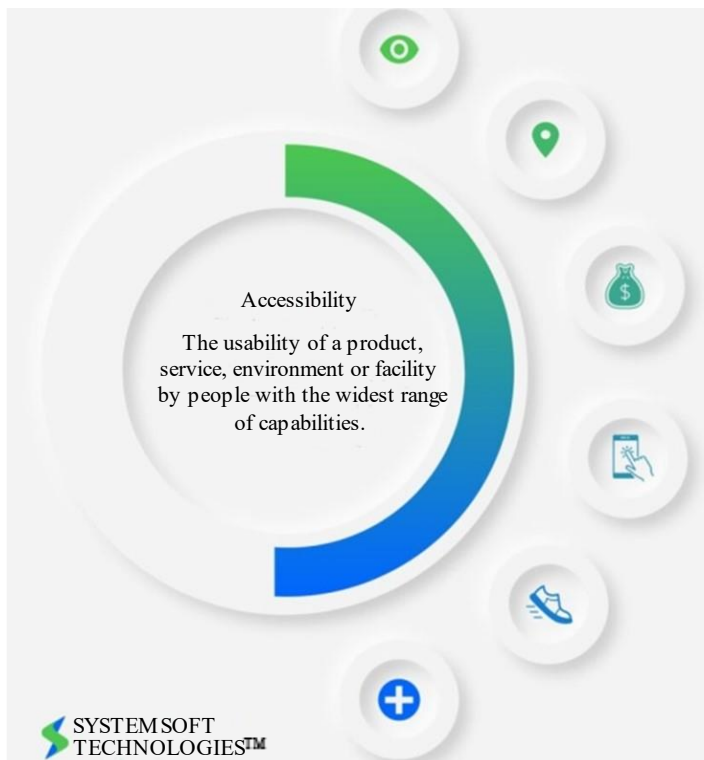 Accessibility
The usability of a product,
service, environment or facility
by people with the widest range
of capabilities.
$
SYSTEMSOFT
TECHNOLOGIES™